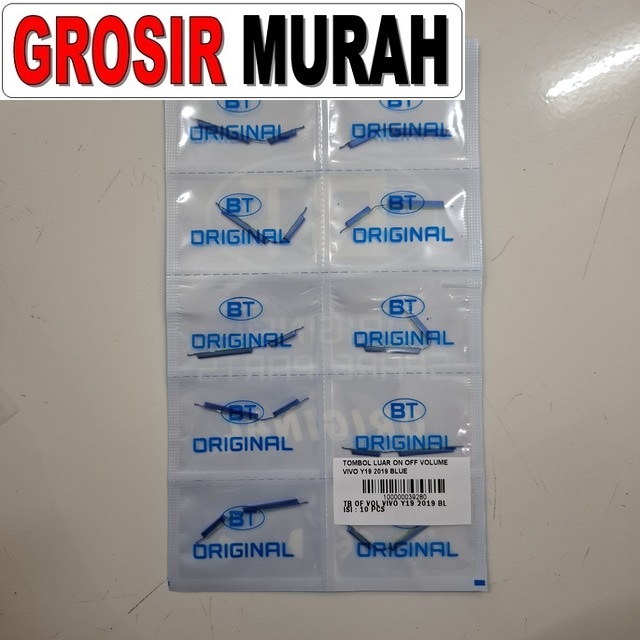 GROSIR MURAH
BT BT
ORIGINAL ORIGINAL
BT BT
ORIGINAL ORIGINAL
BT BT
ORIGINAL ORIGINAL
BT BT
ORIGINAL ORIGINAL
TOMBOL LUAR ON OFF VOLUME
VIVO Y19 2019 BLUE
100000039280
TB OF VOL VIVO Y19 2019 BL
ISI : 10 PCS
BT
ORIGINAL ORIGINAL